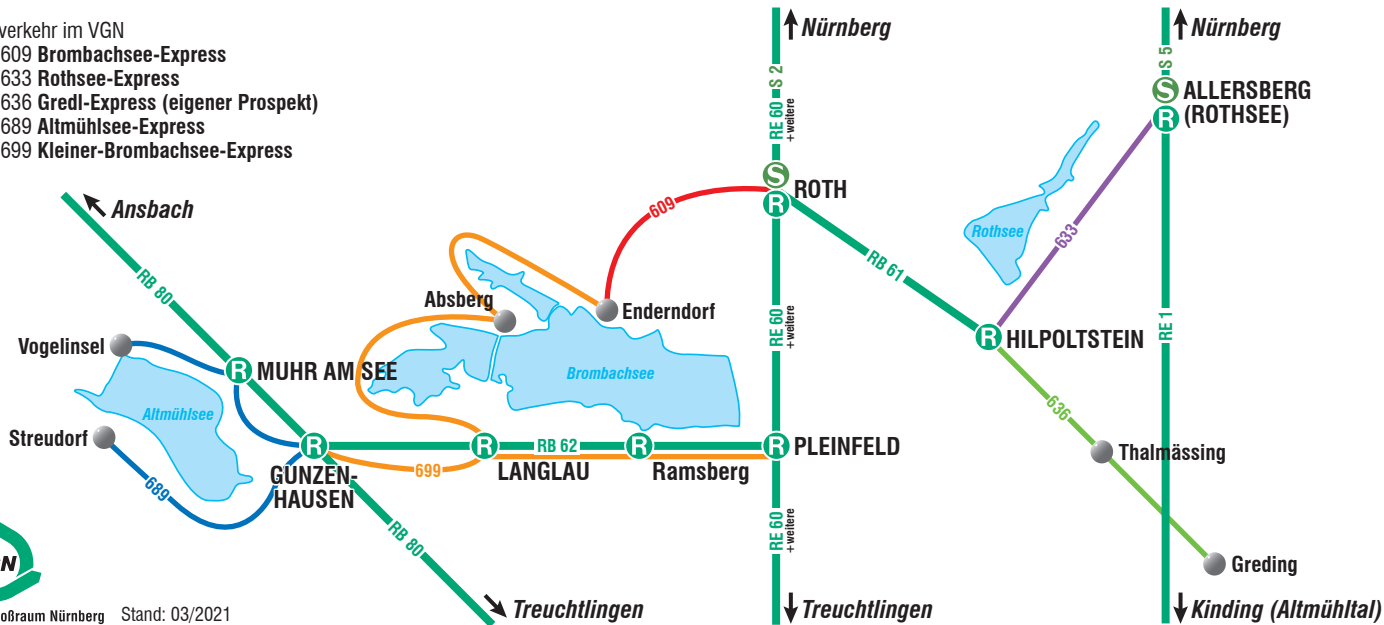 verkehr im VGN
609 Brombachsee-Express
633 Rothsee-Express
636 Gredl-Express (eigener Prospekt)
689 Altmühlsee-Express
699 Kleiner-Brombachsee-Express
Nürnberg
Nürnberg
S 2
RE 60
+ weitere
S 5
S
R
ALLERSBERG
(ROTHSEE)
S
R
ROTH
Ansbach
609
Rothsee
633
RB 61
RB 80
Absberg
Enderndorf
RE 60
+ weitere
RE 1
R
HILPOLTSTEIN
Vogelinsel
R
MUHR AM SEE
Brombachsee
Altmühlsee
636
Streudorf
R
R
RB 62
R
R
PLEINFELD
Thalmässing
GUNZEN-
HAUSEN
699
LANGLAU
Ramsberg
689
RB 80
RE 60
+ weitere
Greding
oßraum Nürnberg
Stand: 03/2021
Treuchtlingen
Treuchtlingen
Kinding (Altmühltal)